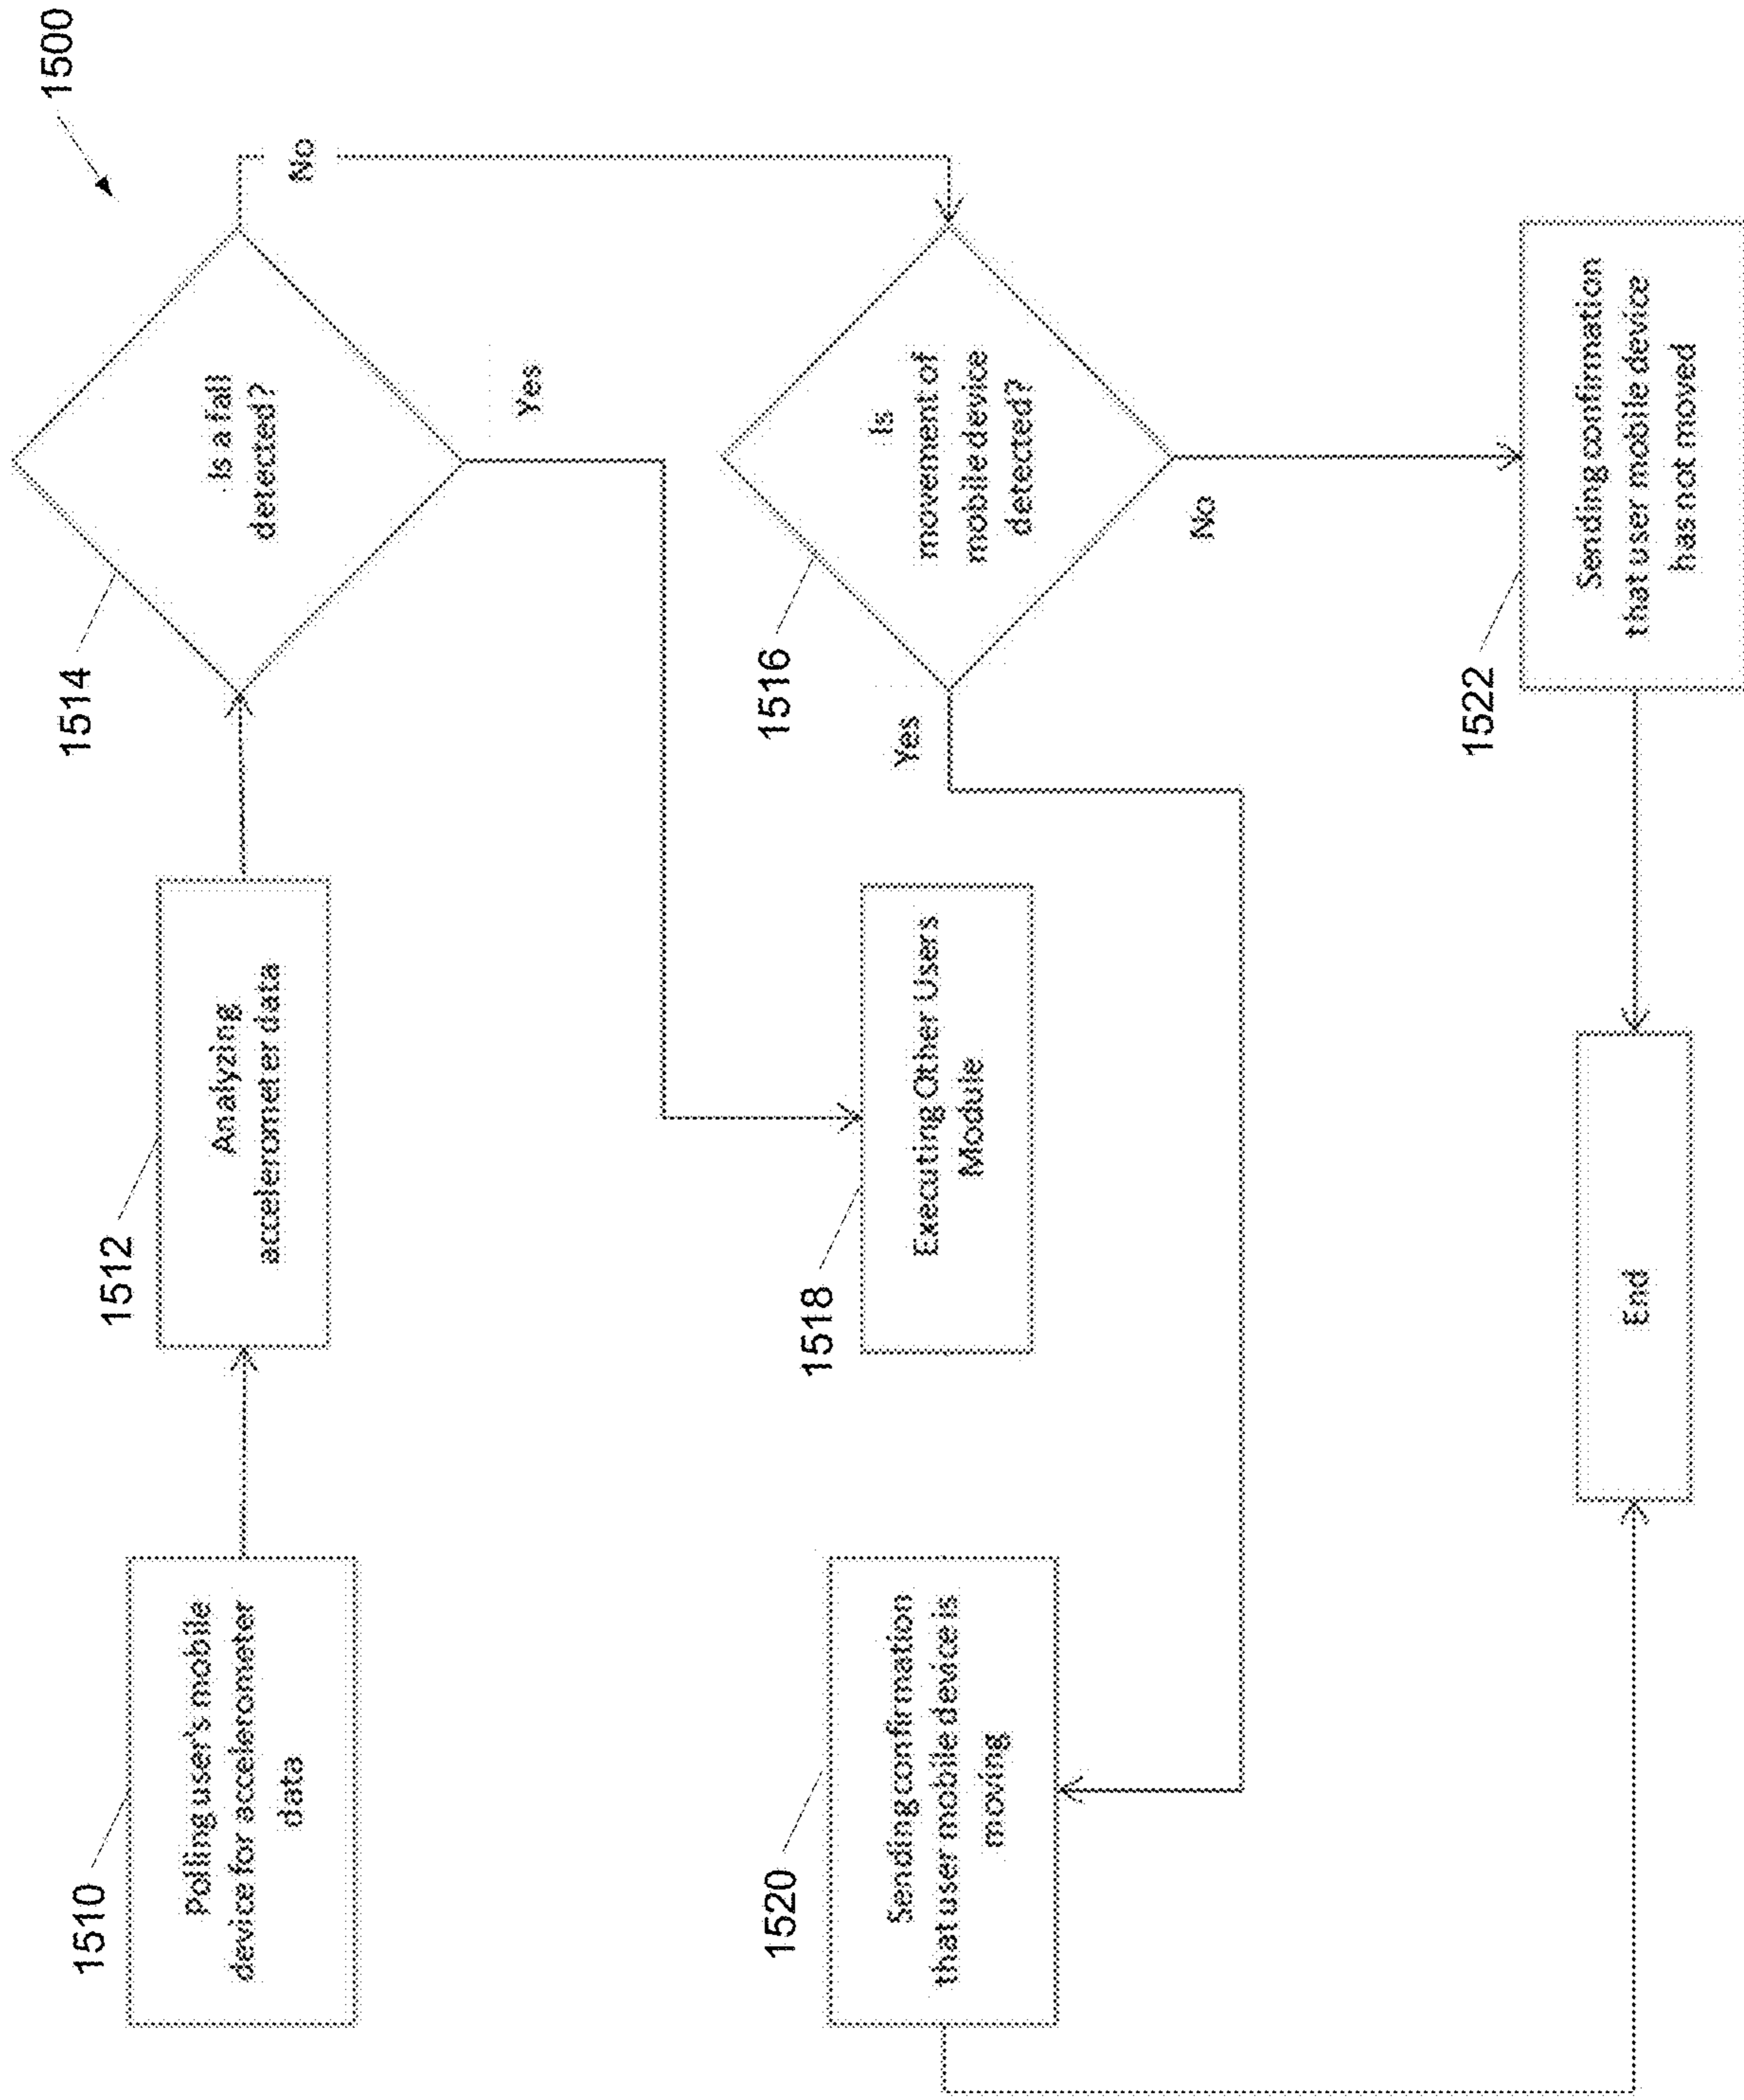 1500
1510
Polling user's mobile
device for accelerometer
data
1512
Analyzing
accelerometer data
1514
Is a fall
detected?
No
Yes
1516
Is
movement of
mobile device
detected?
Yes
No
1518
Executing Other Users
Module
1520
Sending confirmation
that user mobile device is
moving
1522
Sending confirmation
that user mobile device
has not moved
End